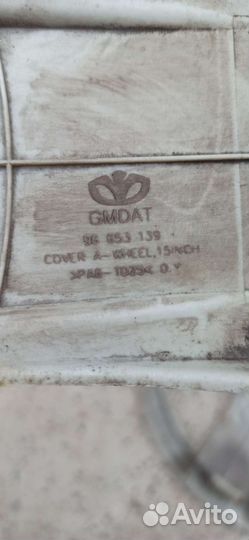 GMDAT
96 653 139
COVER A-WHEEL,15INCH
O.Y
Avito